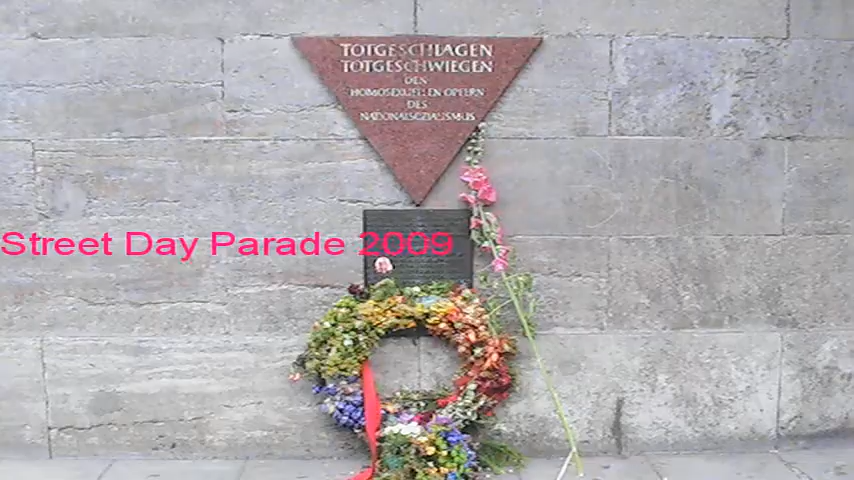 TOTGESCHLAGEN
TOTGESCHWIEGEN
DEN
HOMOSEXUELLEN OPFERN
DES
NATIONALSOZIALISMUS
Street Day Parade 2009